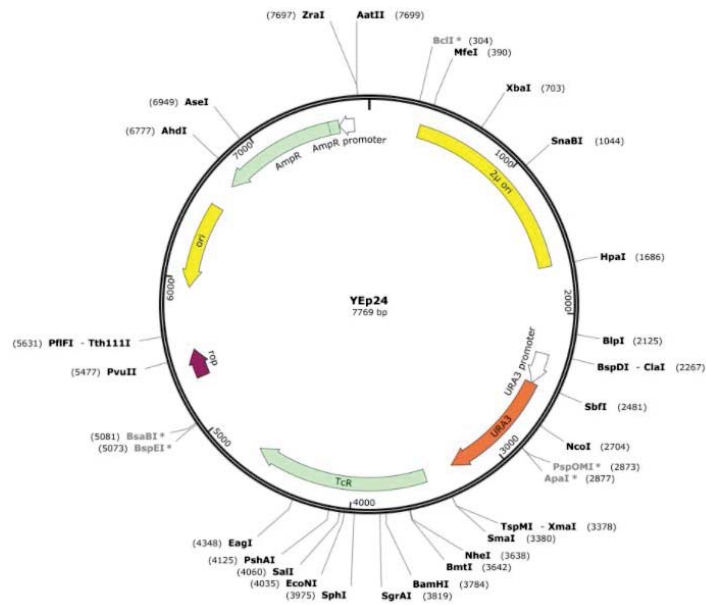 (7697) ZraI
AatII (7699)
BclI * (304)
MfeI (390)
XbaI (703)
SnaBI (1044)
HpaI (1686)
BlpI (2125)
BspDI - ClaI (2267)
SbfI (2481)
NcoI (2704)
PspOMI * (2873)
ApaI * (2877)
TspMI - XmaI (3378)
SmaI (3380)
NheI (3638)
BmtI (3642)
BamHI (3784)
SgrAI (3819)
(3975) SphI
(4035) EcoNI
(4060) SalI
(4125) PshAI
(4348) EagI
(5073) BspEI *
(5081) BsaBI *
(5477) PvuII
(5631) PflFI - Tth111I
(6777) AhdI
(6949) AseI
1000
2000
3000
4000
5000
6000
7000
AmpR promoter
AmpR
2μ ori
ori
YEp24
7769 bp
rop
URA3 promoter
URA3
TcR